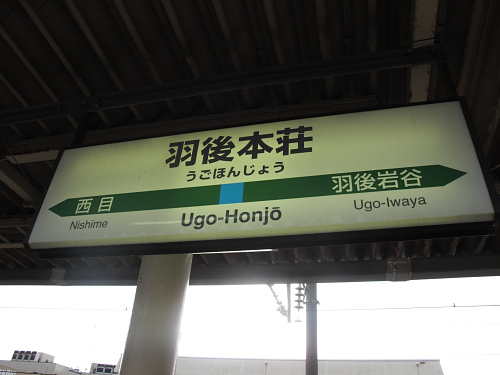 羽後本荘
うごほんじょう
西目
羽後岩谷
Nishime
Ugo-Honjō
Ugo-Iwaya